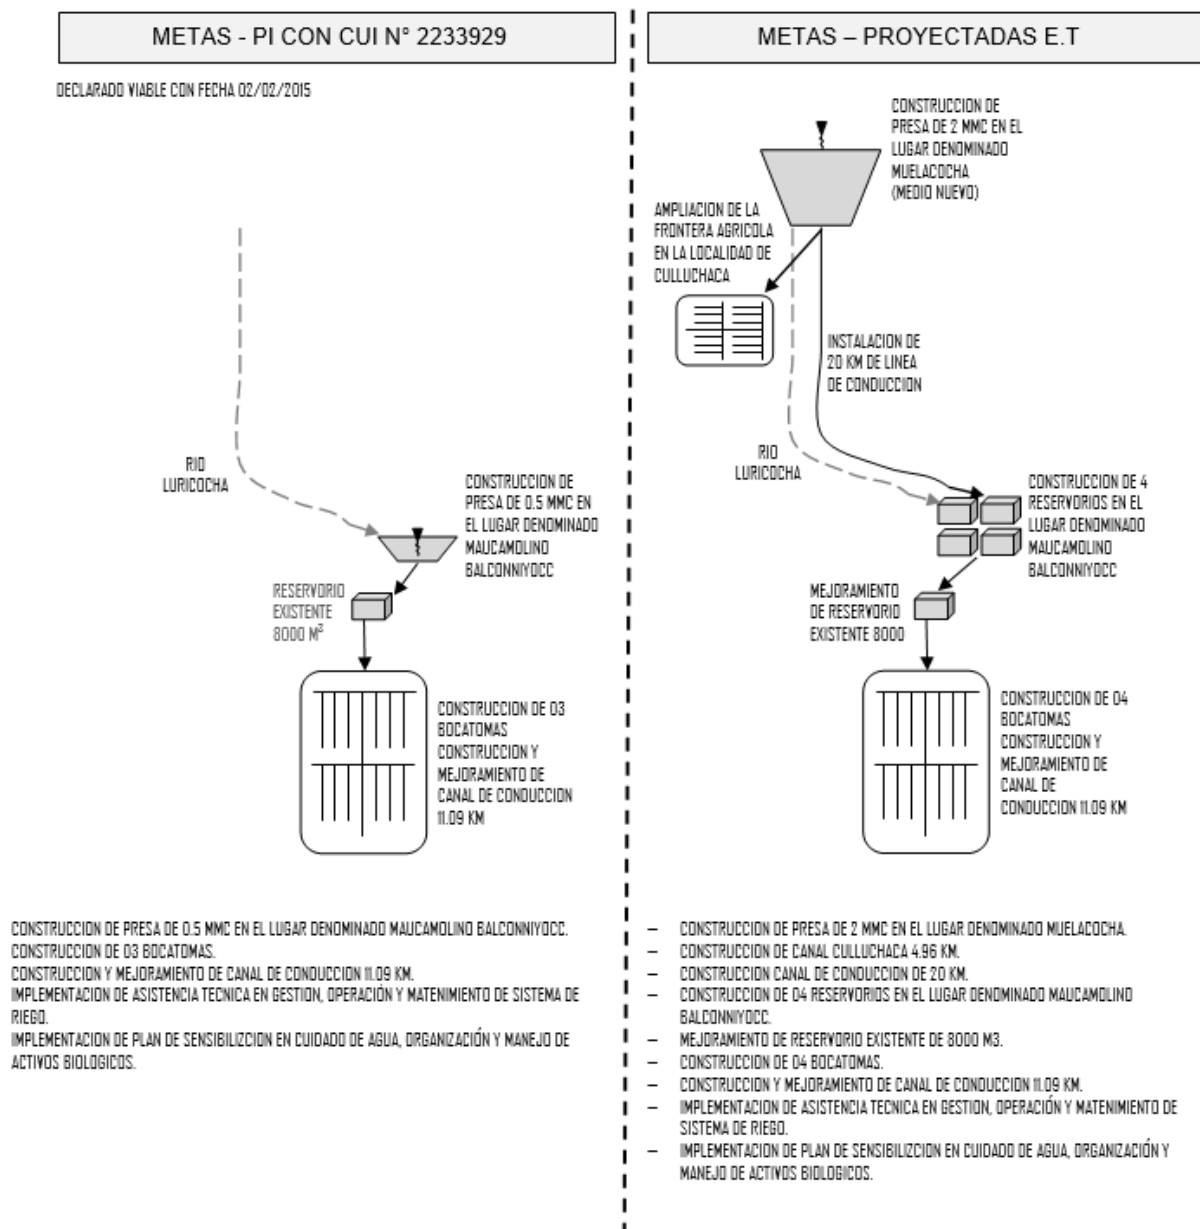 METAS - PI CON CUI N° 2233929
DECLARADO VIABLE CON FECHA 02/02/2015
RIO
LURICOCHA
CONSTRUCCION DE
PRESA DE 0.5 MMC EN
EL LUGAR DENOMINADO
MAUCAMOLINO
BALCONNIYOCC
RESERVORIO
EXISTENTE
8000 M³
CONSTRUCCION DE 03
BOCATOMAS
CONSTRUCCION Y
MEJORAMIENTO DE
CANAL DE CONDUCCION
11.09 KM
CONSTRUCCION DE PRESA DE 0.5 MMC EN EL LUGAR DENOMINADO MAUCAMOLINO BALCONNIYOCC.
CONSTRUCCION DE 03 BOCATOMAS.
CONSTRUCCION Y MEJORAMIENTO DE CANAL DE CONDUCCION 11.09 KM.
IMPLEMENTACION DE ASISTENCIA TECNICA EN GESTION, OPERACIÓN Y MATENIMIENTO DE SISTEMA DE
RIEGO.
IMPLEMENTACION DE PLAN DE SENSIBILIZCION EN CUIDADO DE AGUA, ORGANIZACIÓN Y MANEJO DE
ACTIVOS BIOLOGICOS.
METAS – PROYECTADAS E.T
CONSTRUCCION DE
PRESA DE 2 MMC EN EL
LUGAR DENOMINADO
MUELACOCHA
(MEDIO NUEVO)
AMPLIACION DE LA
FRONTERA AGRICOLA
EN LA LOCALIDAD DE
CULLUCHACA
INSTALACION DE
20 KM DE LINEA
DE CONDUCCION
RIO
LURICOCHA
CONSTRUCCION DE 4
RESERVORIOS EN EL
LUGAR DENOMINADO
MAUCAMOLINO
BALCONNIYOCC
MEJORAMIENTO
DE RESERVORIO
EXISTENTE 8000
CONSTRUCCION DE 04
BOCATOMAS
CONSTRUCCION Y
MEJORAMIENTO DE
CANAL DE
CONDUCCION 11.09 KM
– CONSTRUCCION DE PRESA DE 2 MMC EN EL LUGAR DENOMINADO MUELACOCHA.
– CONSTRUCCION DE CANAL CULLUCHACA 4.96 KM.
– CONSTRUCCION CANAL DE CONDUCCION DE 20 KM.
– CONSTRUCCION DE 04 RESERVORIOS EN EL LUGAR DENOMINADO MAUCAMOLINO
BALCONNIYOCC.
– MEJORAMIENTO DE RESERVORIO EXISTENTE DE 8000 M3.
– CONSTRUCCION DE 04 BOCATOMAS.
– CONSTRUCCION Y MEJORAMIENTO DE CANAL DE CONDUCCION 11.09 KM.
– IMPLEMENTACION DE ASISTENCIA TECNICA EN GESTION, OPERACIÓN Y MATENIMIENTO DE
SISTEMA DE RIEGO.
– IMPLEMENTACION DE PLAN DE SENSIBILIZCION EN CUIDADO DE AGUA, ORGANIZACIÓN Y
MANEJO DE ACTIVOS BIOLOGICOS.